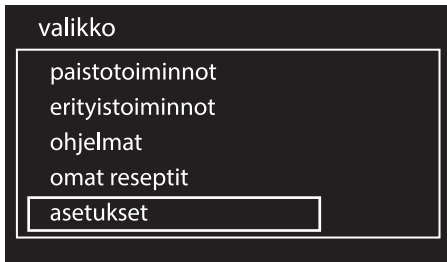 valikko
paistotoiminnot
erityistoiminnot
ohjelmat
omat reseptit
asetukset